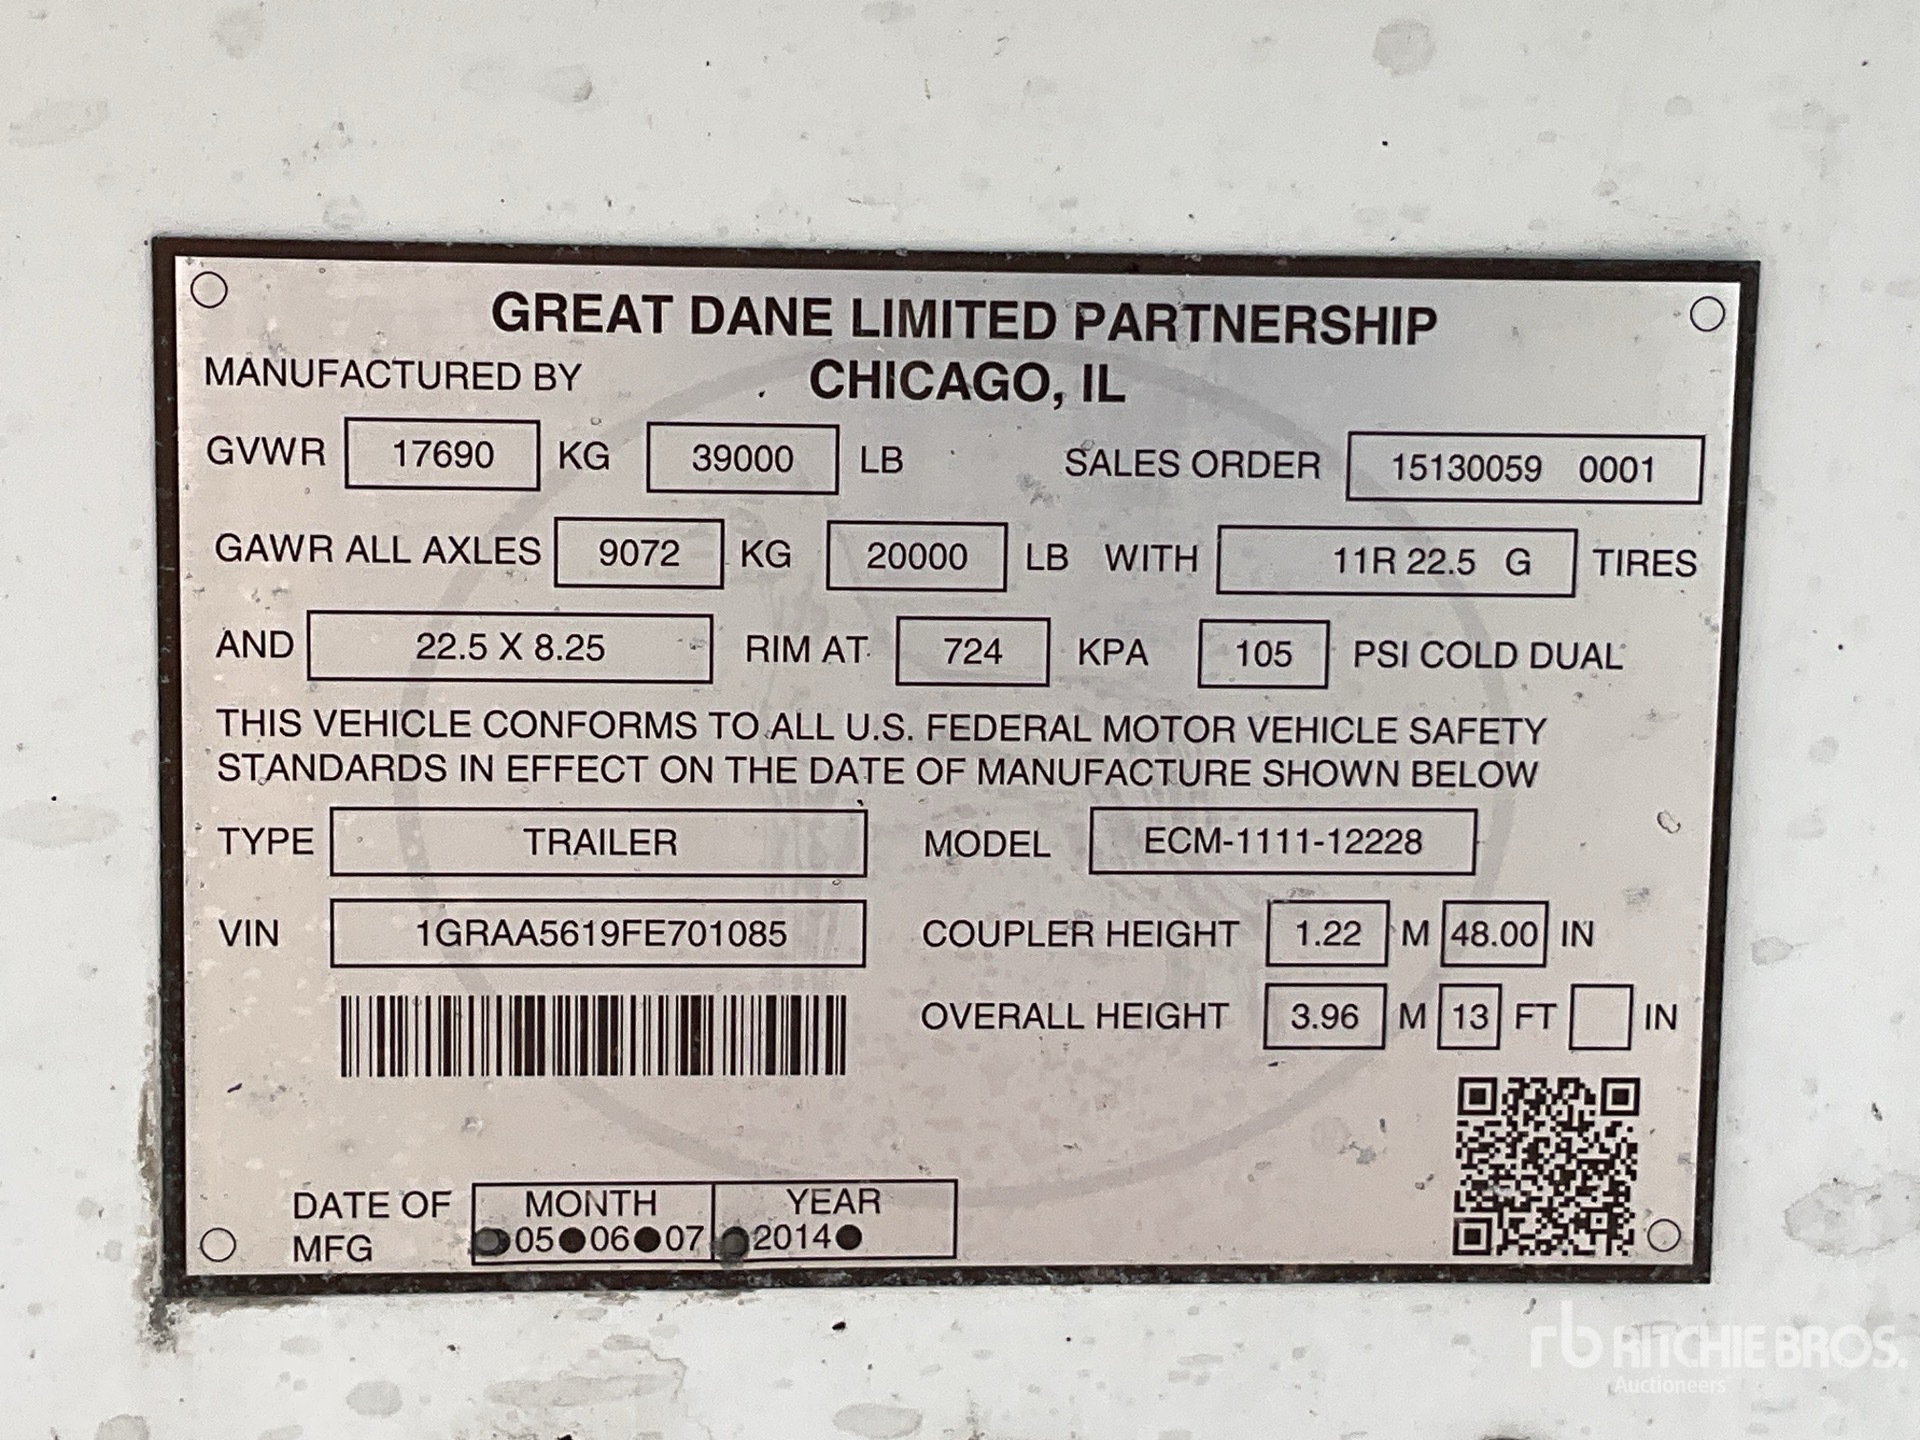 GREAT DANE LIMITED PARTNERSHIP
MANUFACTURED BY CHICAGO, IL
GVWR 17690 KG 39000 LB SALES ORDER 15130059 0001
GAWR ALL AXLES 9072 KG 20000 LB WITH 11R 22.5 G TIRES
AND 22.5 X 8.25 RIM AT 724 KPA 105 PSI COLD DUAL
THIS VEHICLE CONFORMS TO ALL U.S. FEDERAL MOTOR VEHICLE SAFETY
STANDARDS IN EFFECT ON THE DATE OF MANUFACTURE SHOWN BELOW
TYPE TRAILER MODEL ECM-1111-12228
VIN 1GRAA5619FE701085 COUPLER HEIGHT 1.22 M 48.00 IN
OVERALL HEIGHT 3.96 M 13 FT IN
DATE OF MONTH YEAR
MFG 05 06 07 2014
rb RITCHIE BROS.
Auctioneers